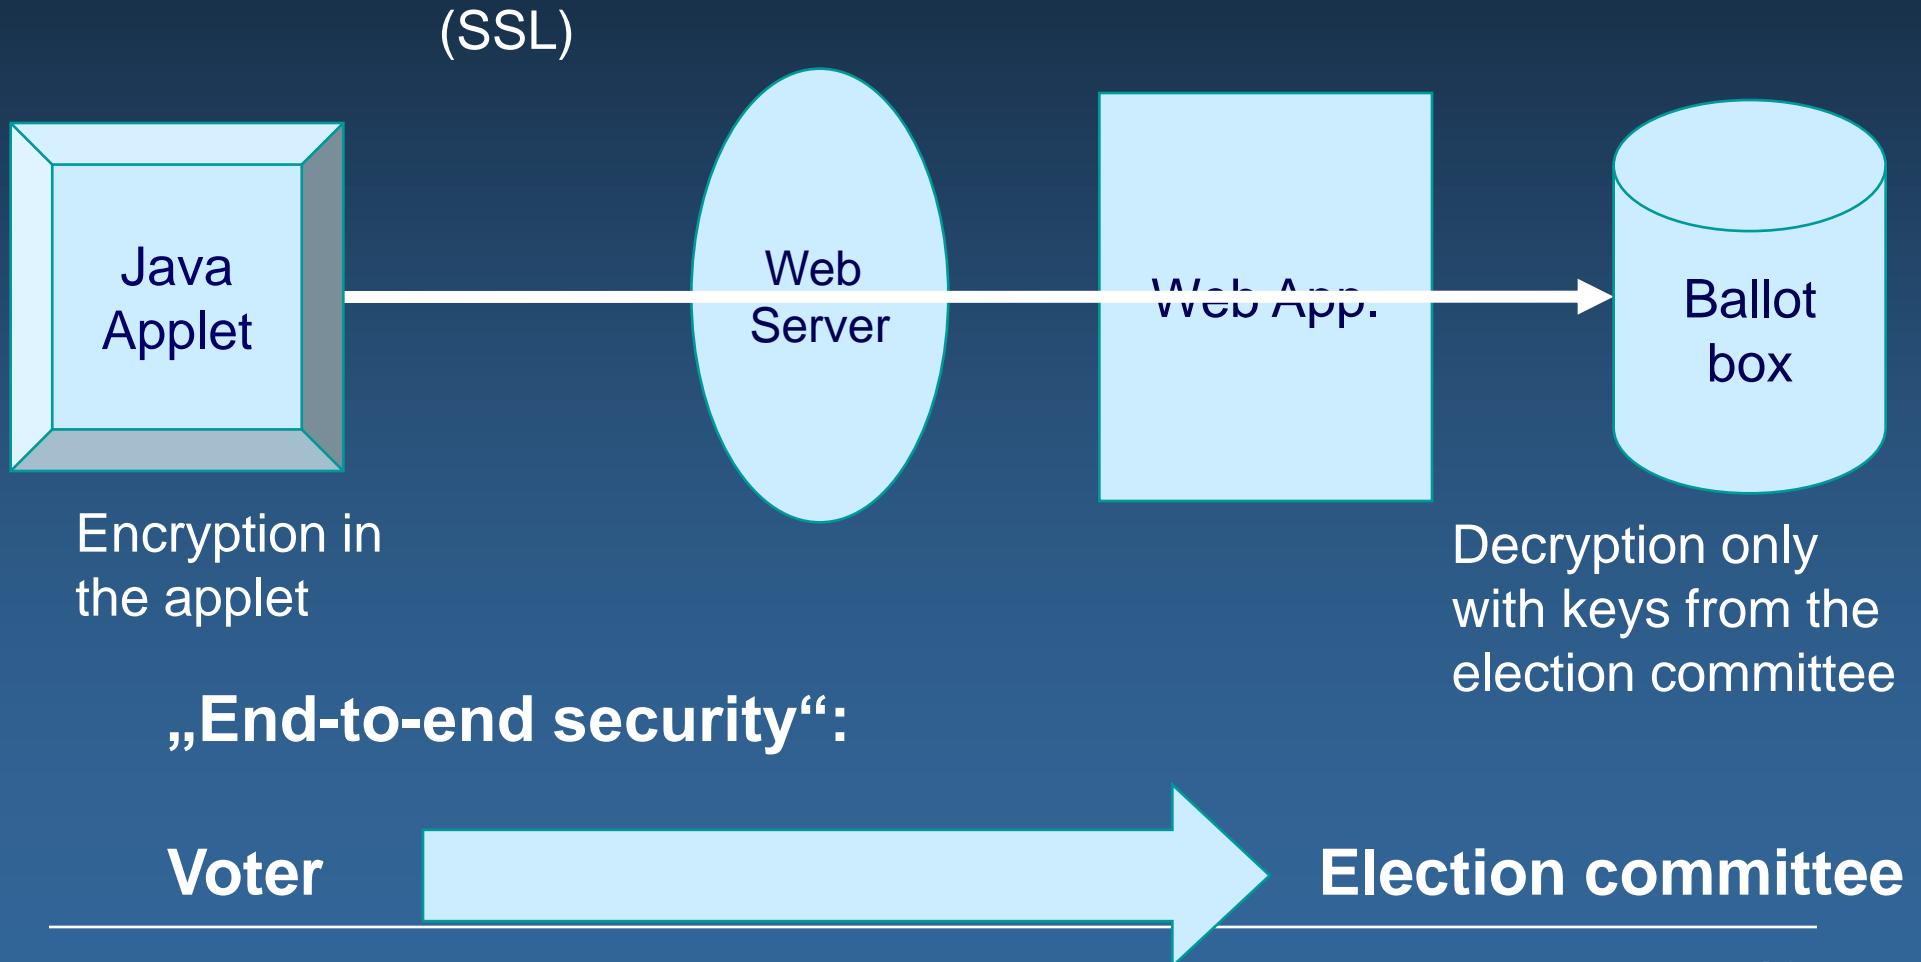 (SSL)
Java
Applet
Web
Server
Web App.
Ballot
box
Encryption in
the applet
Decryption only
with keys from the
election committee
„End-to-end security“:
Voter
Election committee